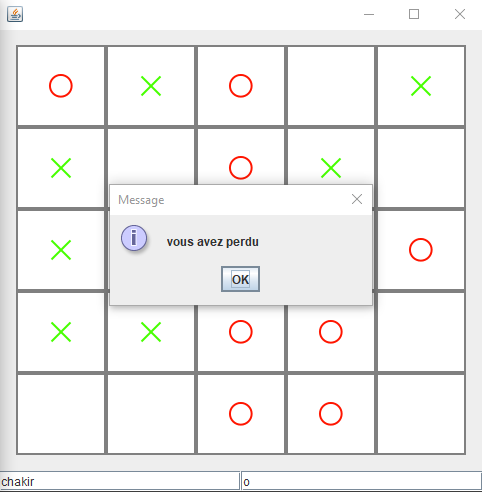 Message
vous avez perdu
OK
chakir
o